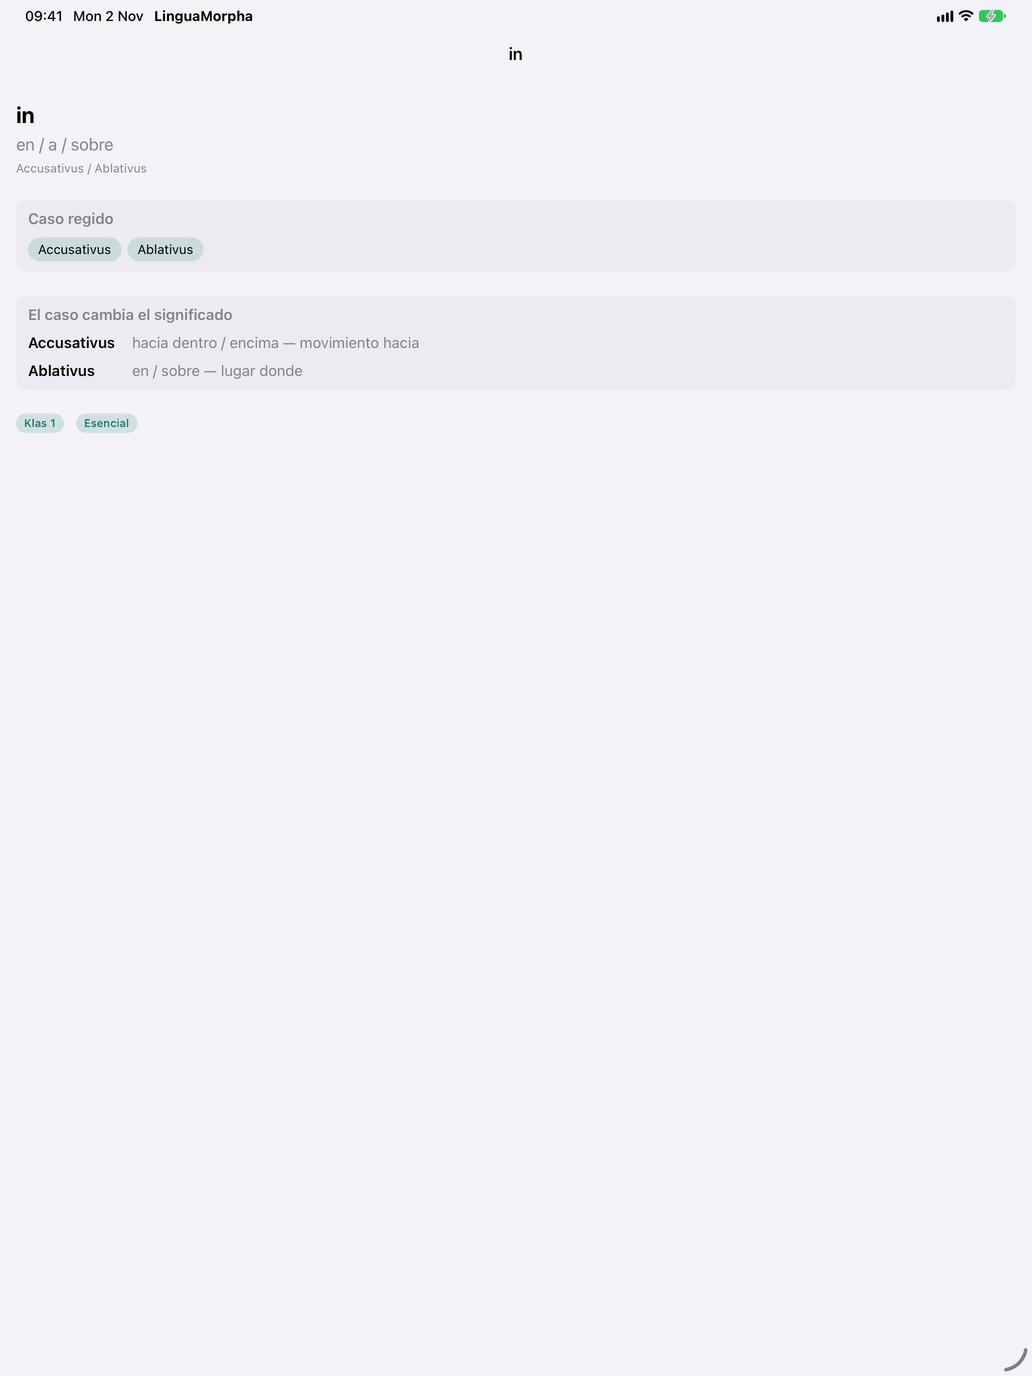 09:41 Mon 2 Nov LinguaMorpha
in
in
en / a / sobre
Accusativus / Ablativus
Caso regido
Accusativus Ablativus
El caso cambia el significado
Accusativus hacia dentro / encima — movimiento hacia
Ablativus en / sobre — lugar donde
Klas 1 Esencial